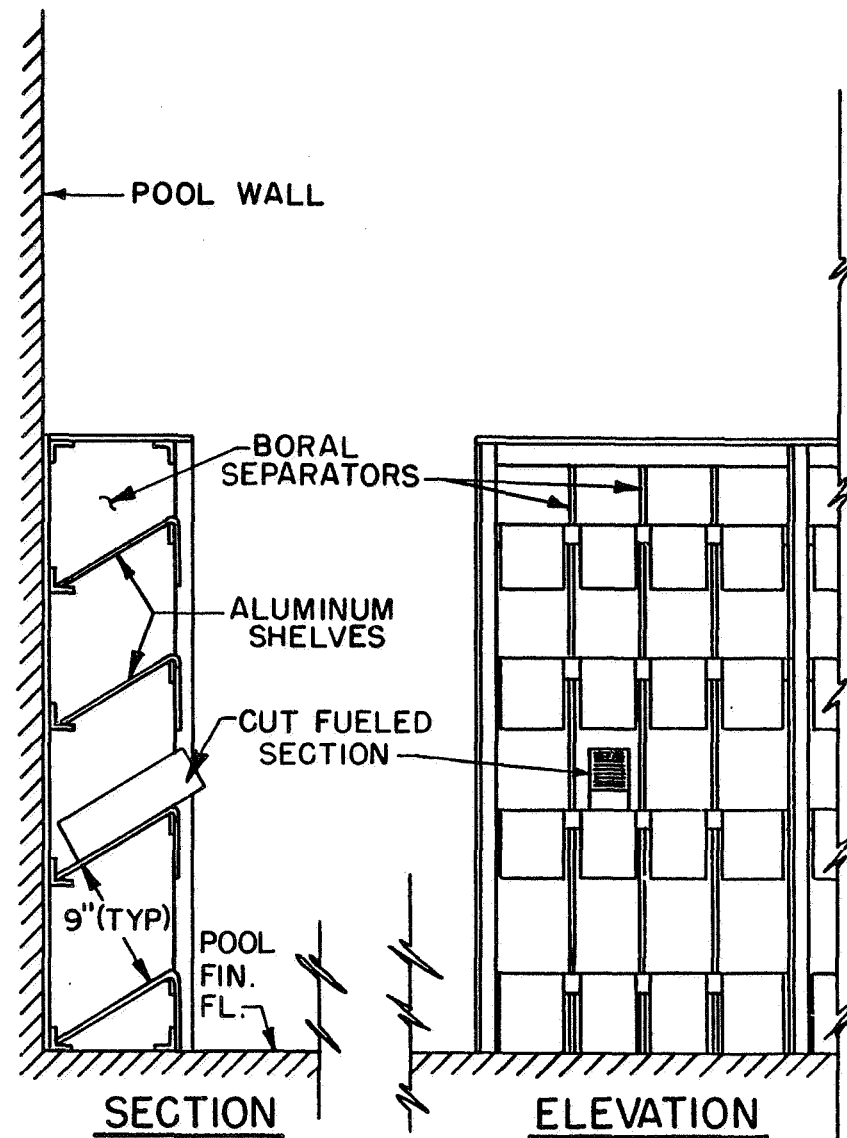 POOL WALL
BORAL
SEPARATORS
ALUMINUM
SHELVES
CUT FUELED
SECTION
9"(TYP)
POOL
FIN.
FL.
SECTION
ELEVATION